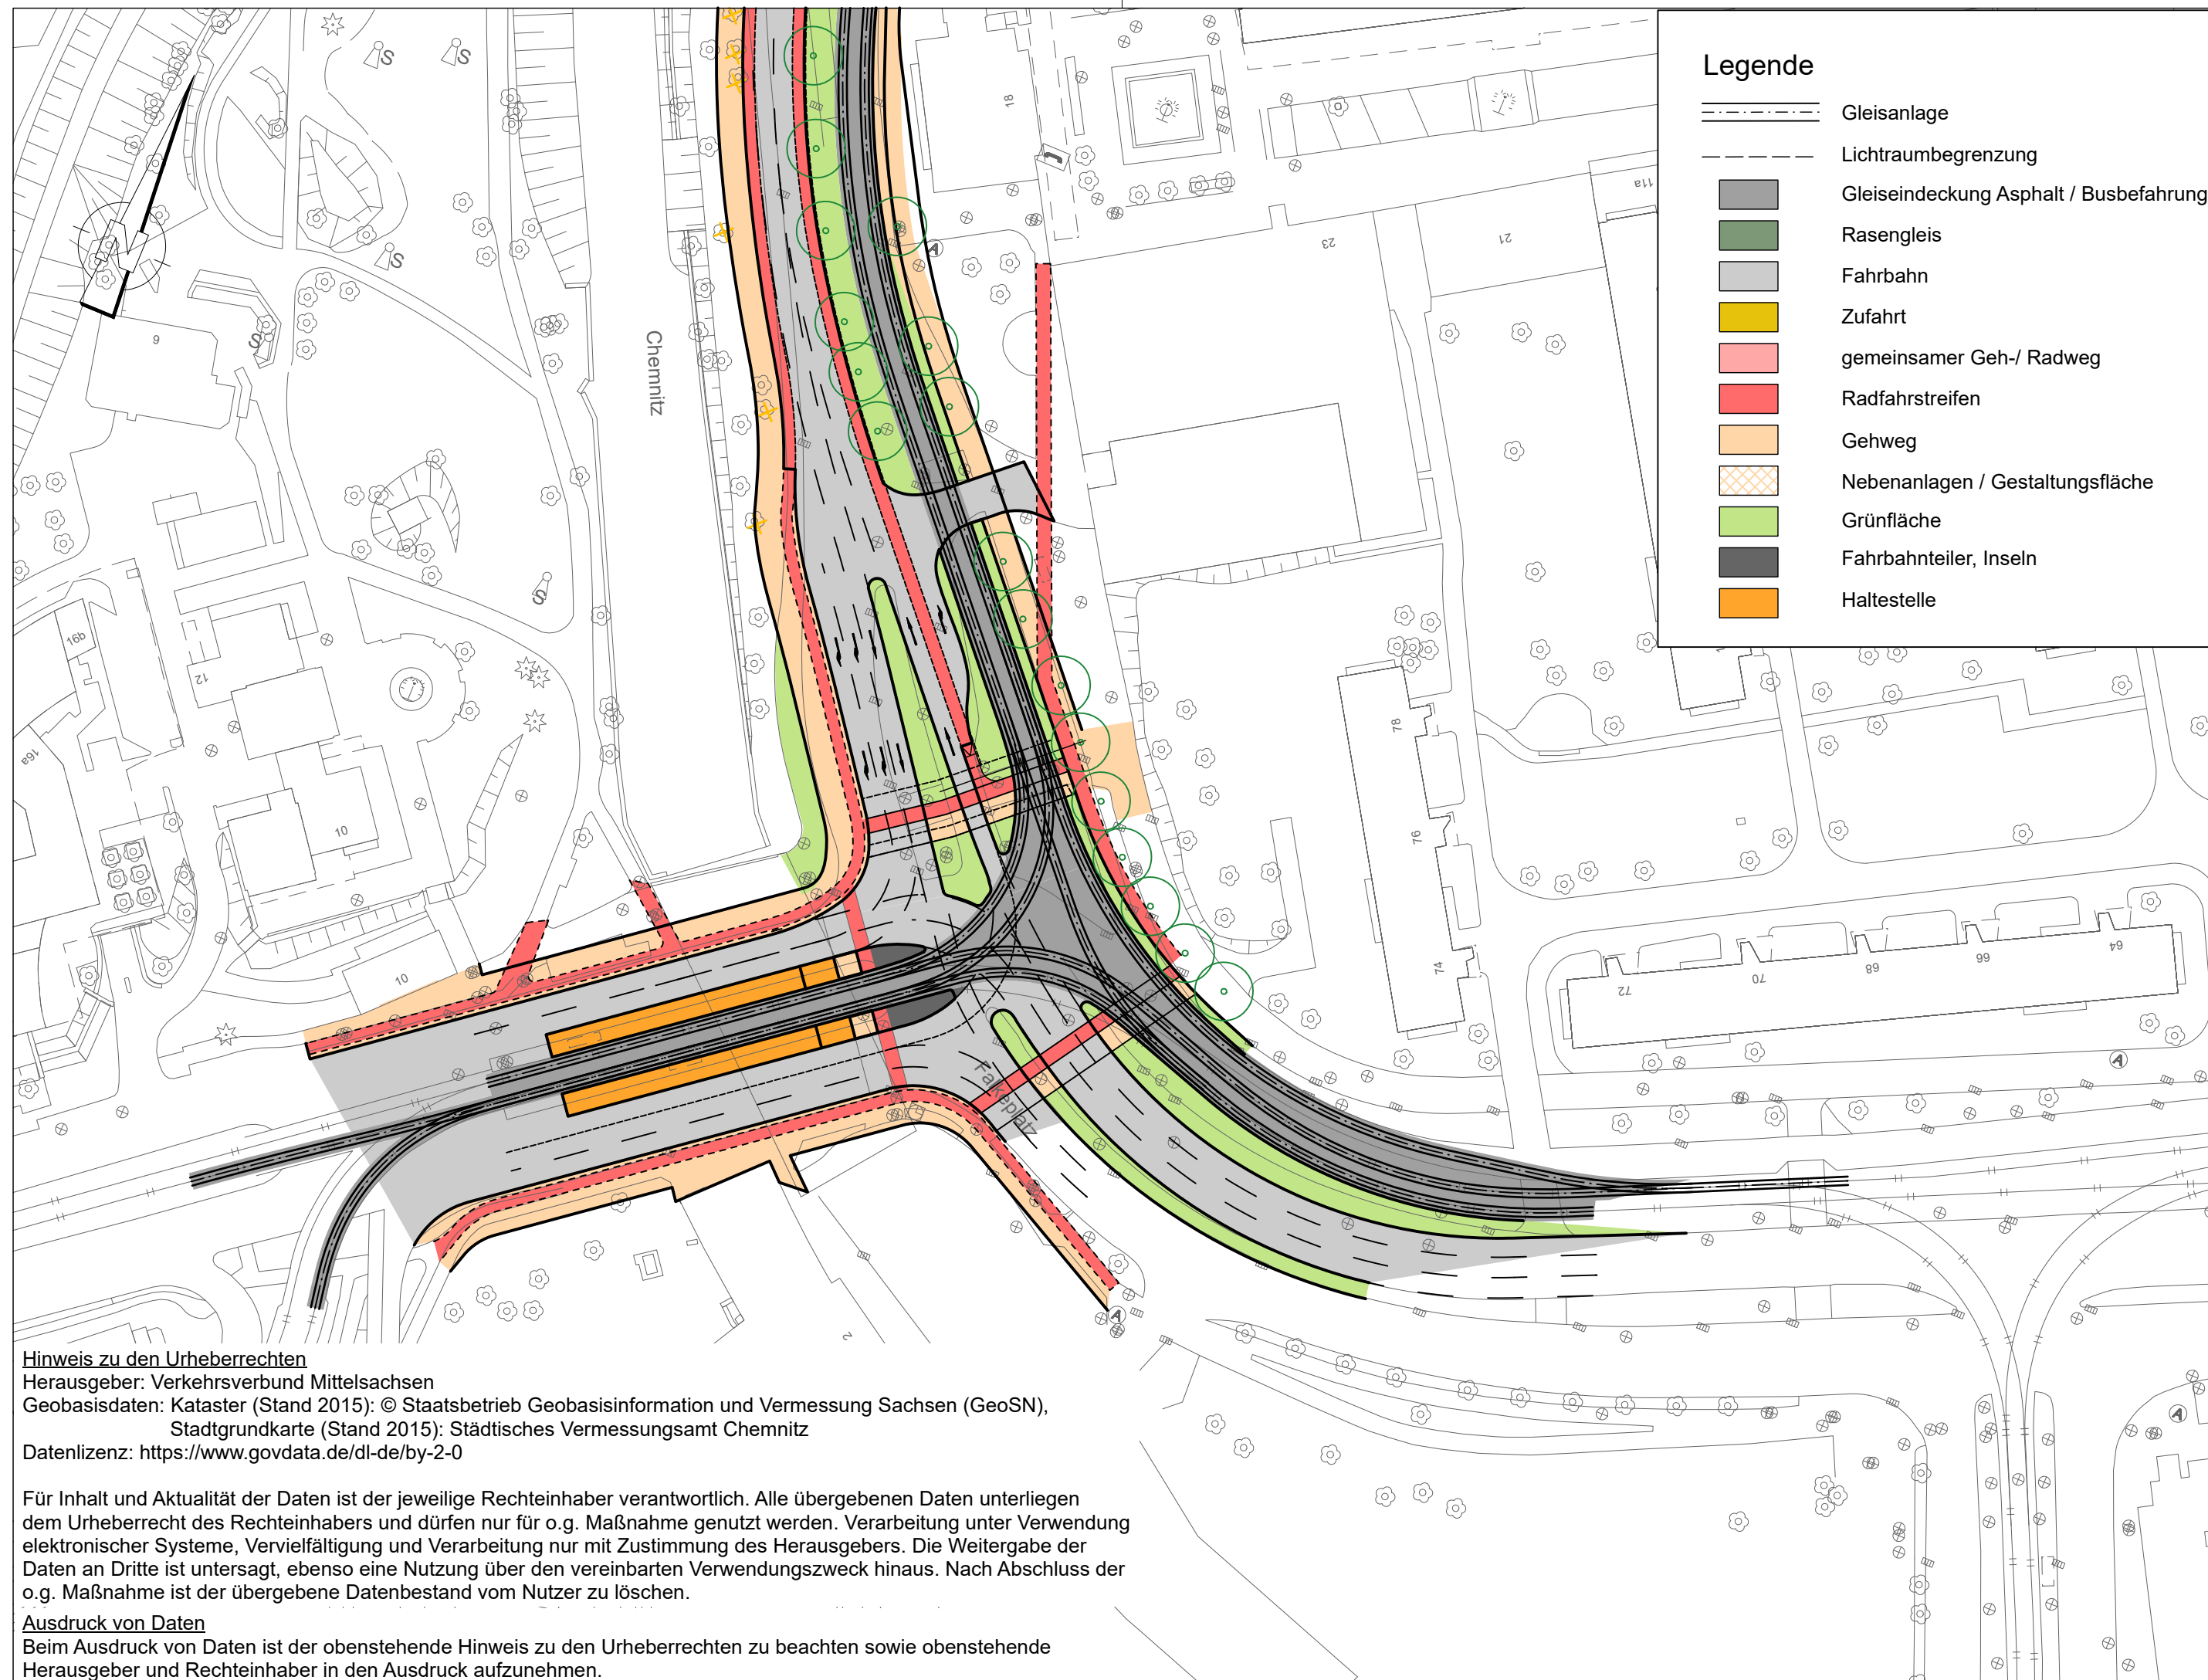 Legende
Gleisanlage
Lichtraumbegrenzung
Gleiseindeckung Asphalt / Busbefahrung
Rasengleis
Fahrbahn
Zufahrt
gemeinsamer Geh-/ Radweg
Radfahrstreifen
Gehweg
Nebenanlagen / Gestaltungsfläche
Grünfläche
Fahrbahnteiler, Inseln
Haltestelle
S
S
S
S
S
18
11a
23
21
A
9
Chemnitz
16b
12
16a
10
10
78
76
74
72
70
68
66
64
A
Falkeplatz
2
A
A
Hinweis zu den Urheberrechten
Herausgeber: Verkehrsverbund Mittelsachsen
Geobasisdaten: Kataster (Stand 2015): © Staatsbetrieb Geobasisinformation und Vermessung Sachsen (GeoSN),
Stadtgrundkarte (Stand 2015): Städtisches Vermessungsamt Chemnitz
Datenlizenz: https://www.govdata.de/dl-de/by-2-0
Für Inhalt und Aktualität der Daten ist der jeweilige Rechteinhaber verantwortlich. Alle übergebenen Daten unterliegen
dem Urheberrecht des Rechteinhabers und dürfen nur für o.g. Maßnahme genutzt werden. Verarbeitung unter Verwendung
elektronischer Systeme, Vervielfältigung und Verarbeitung nur mit Zustimmung des Herausgebers. Die Weitergabe der
Daten an Dritte ist untersagt, ebenso eine Nutzung über den vereinbarten Verwendungszweck hinaus. Nach Abschluss der
o.g. Maßnahme ist der übergebene Datenbestand vom Nutzer zu löschen.
Ausdruck von Daten
Beim Ausdruck von Daten ist der obenstehende Hinweis zu den Urheberrechten zu beachten sowie obenstehende
Herausgeber und Rechteinhaber in den Ausdruck aufzunehmen.